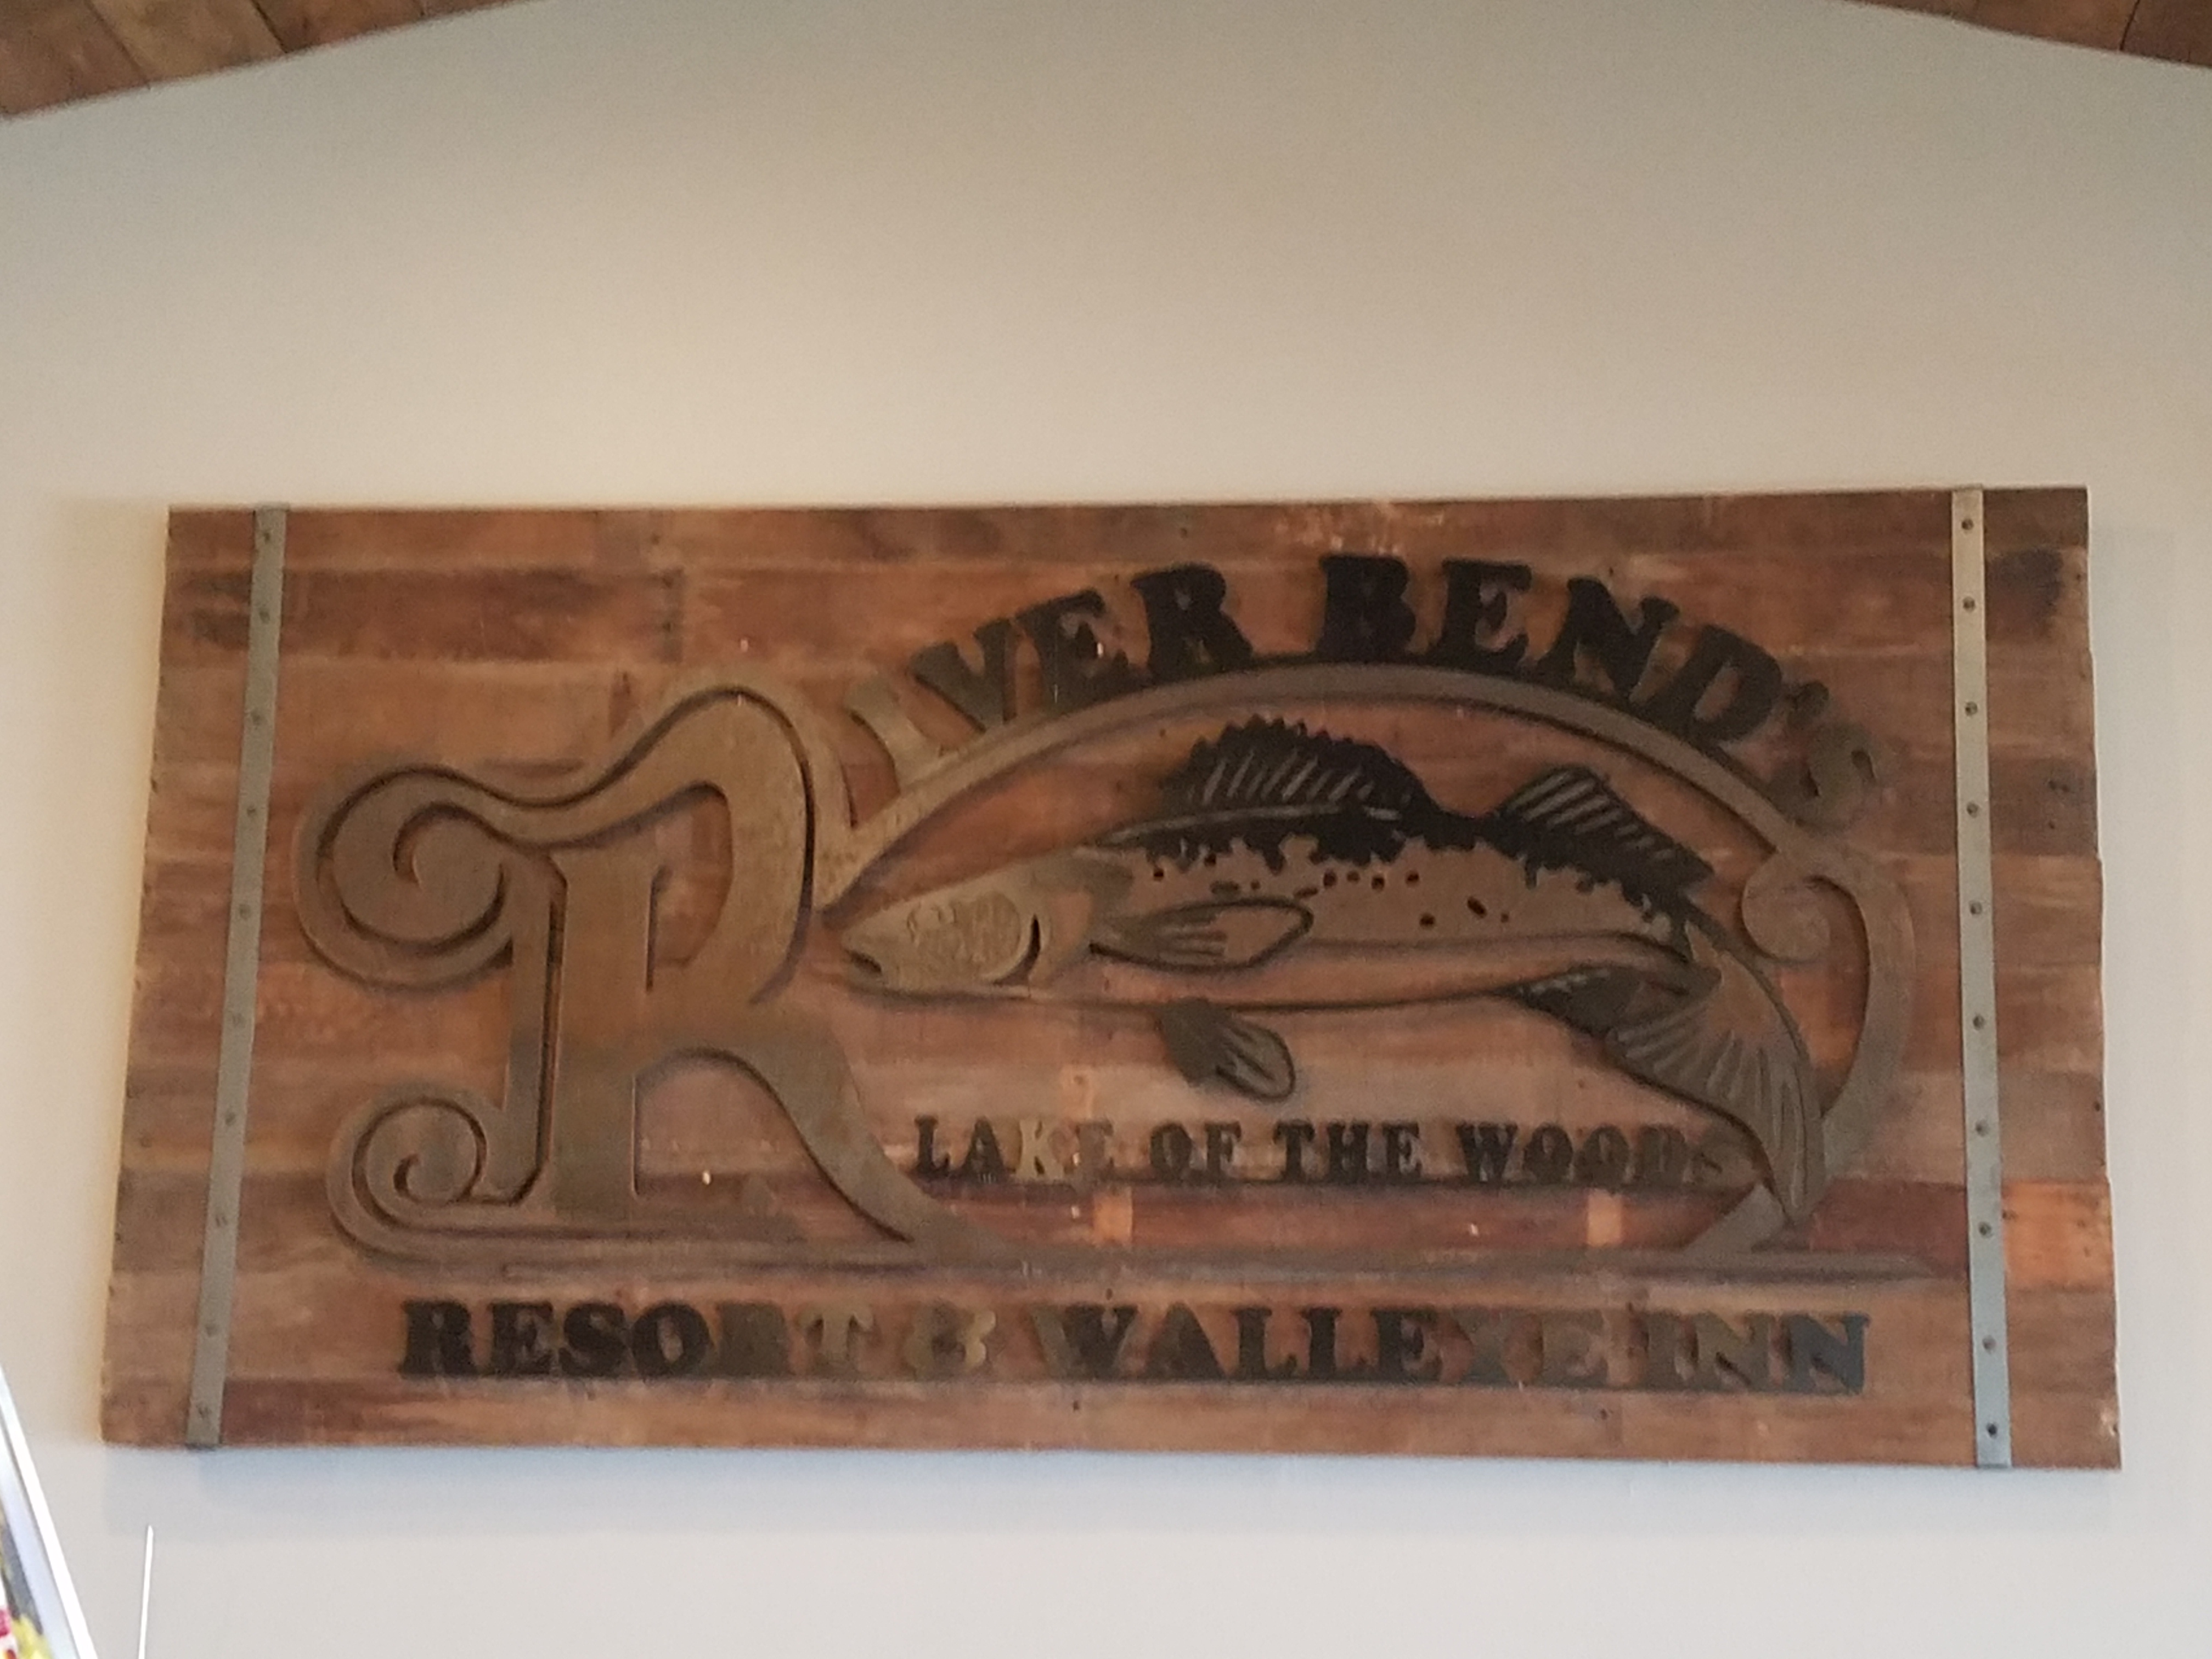 RIVER BEND'S
LAKE OF THE WOODS
RESORT & WALLEYE INN